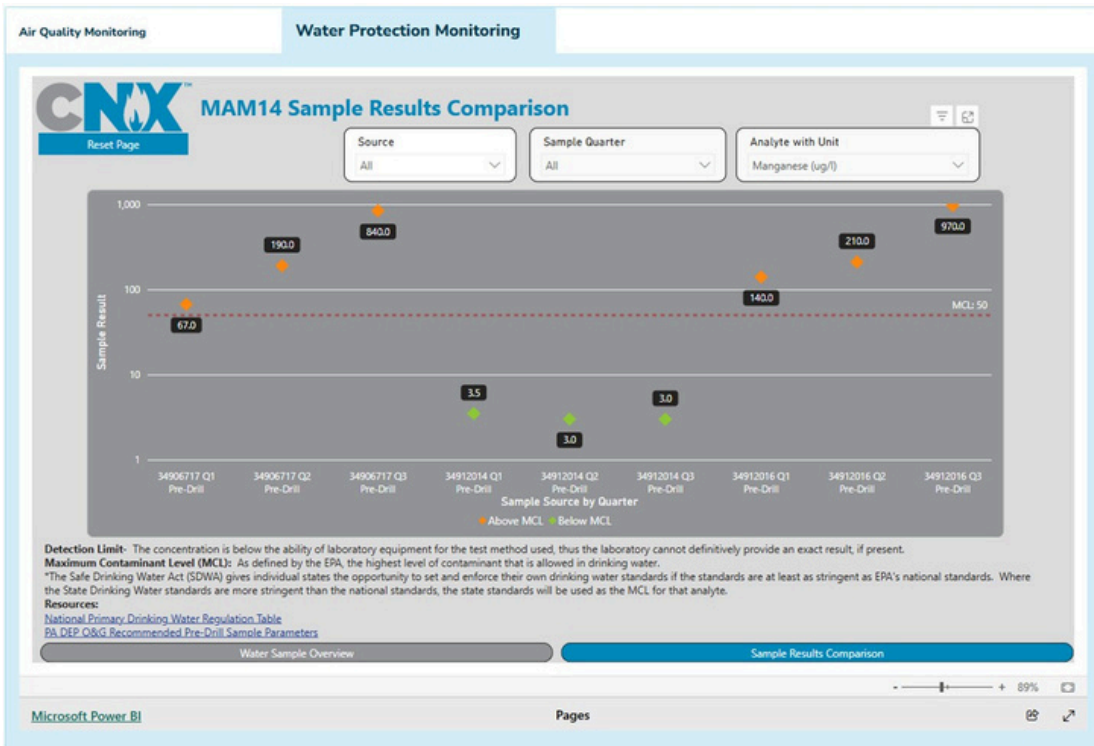 Air Quality Monitoring
Water Protection Monitoring
CNX™
Reset Page
MAM14 Sample Results Comparison
Source
All
Sample Quarter
All
Analyte with Unit
Manganese (ug/l)
Sample Result
1,000
100
10
1
67.0
190.0
840.0
3.5
3.0
3.0
140.0
210.0
970.0
MCL: 50
34906717 Q1
Pre-Drill
34906717 Q2
Pre-Drill
34906717 Q3
Pre-Drill
34912014 Q1
Pre-Drill
34912014 Q2
Pre-Drill
34912014 Q3
Pre-Drill
34912016 Q1
Pre-Drill
34912016 Q2
Pre-Drill
34912016 Q3
Pre-Drill
Sample Source by Quarter
Above MCL Below MCL
Detection Limit- The concentration is below the ability of laboratory equipment for the test method used, thus the laboratory cannot definitively provide an exact result, if present.
Maximum Contaminant Level (MCL): As defined by the EPA, the highest level of contaminant that is allowed in drinking water.
*The Safe Drinking Water Act (SDWA) gives individual states the opportunity to set and enforce their own drinking water standards if the standards are at least as stringent as EPA's national standards. Where
the State Drinking Water standards are more stringent than the national standards, the state standards will be used as the MCL for that analyte.
Resources:
National Primary Drinking Water Regulation Table
PA DEP O&G Recommended Pre-Drill Sample Parameters
Water Sample Overview
Sample Results Comparison
- + 89%
Microsoft Power BI
Pages